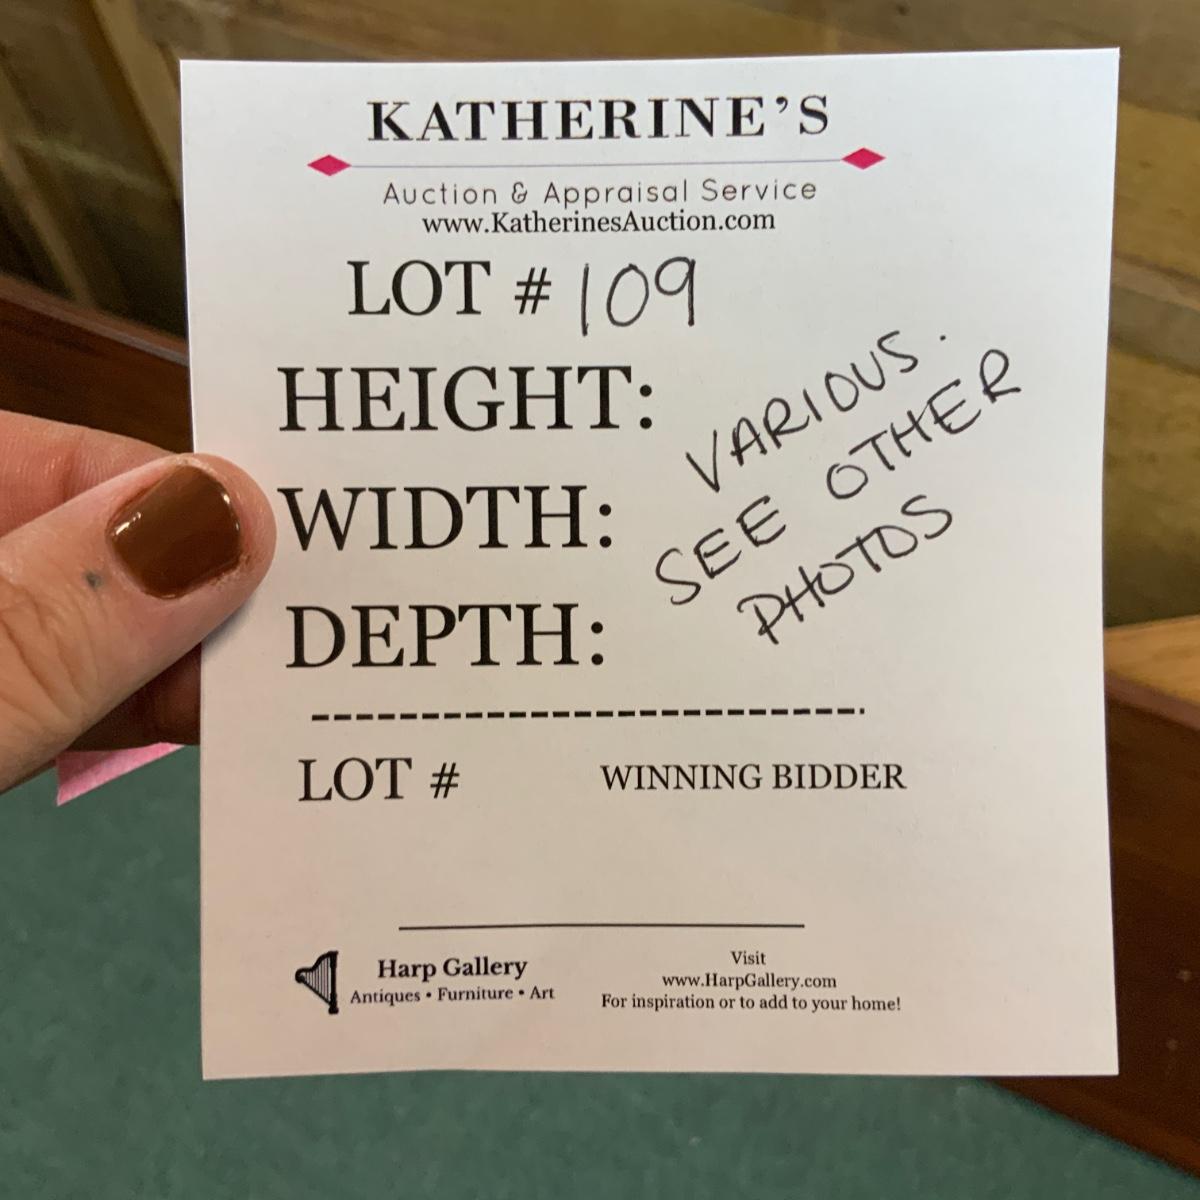 KATHERINE'S
Auction & Appraisal Service
www.KatherinesAuction.com
LOT # 109
HEIGHT:
WIDTH:
DEPTH:
VARIOUS.
SEE OTHER
PHOTOS
LOT #
WINNING BIDDER
Harp Gallery
Antiques • Furniture • Art
Visit
www.HarpGallery.com
For inspiration or to add to your home!